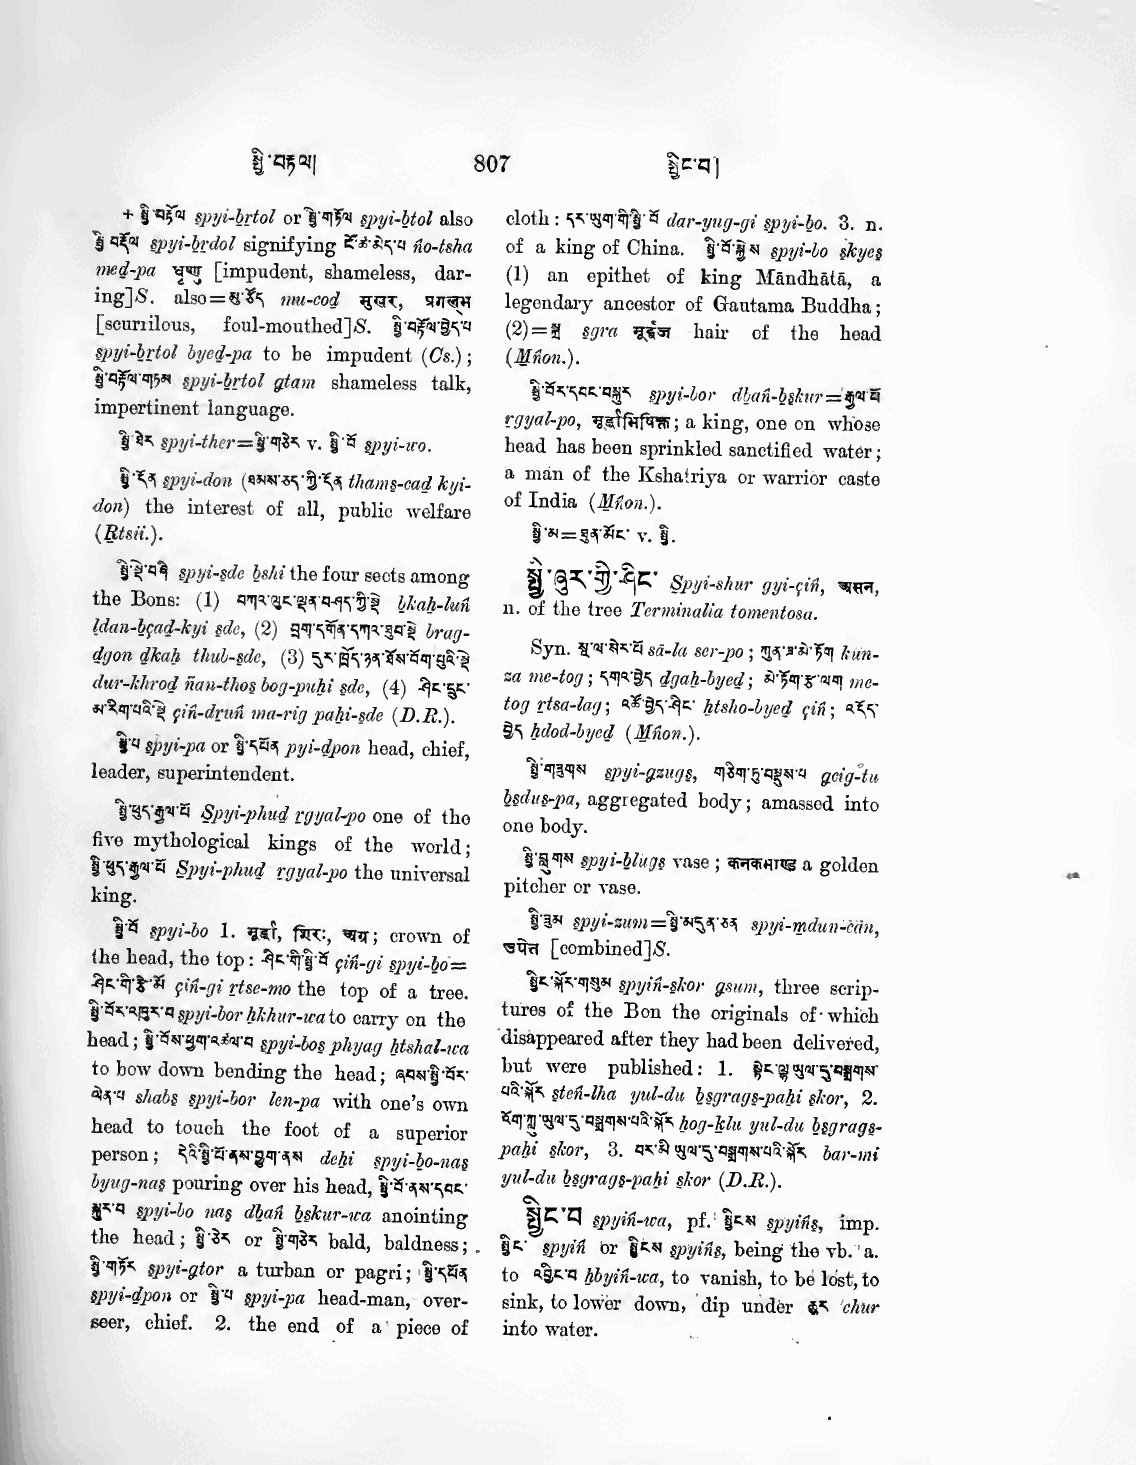 སྤྱི་བརྟལ། 807 སྤྱིང་བ།
+ སྤྱི་བརྟོལ spyi-brtol or སྤྱི་གཏོལ spyi-btol also
སྤྱི་བརྡོལ spyi-brdol signifying ངོ་ཚ་མེད་པ ño-tsha
med-pa धृष्णु [impudent, shameless, dar-
ing]S. also=མུ་ཅོད mu-cod मुखर, प्रगल्भ
[scurrilous, foul-mouthed]S. སྤྱི་བརྟོལ་བྱེད་པ
spyi-brtol byed-pa to be impudent (Cs.);
སྤྱི་བརྟོལ་གཏམ spyi-brtol gtam shameless talk,
impertinent language.
སྤྱི་ཐེར spyi-ther=སྤྱི་གཙེར v. སྤྱི་བོ spyi-wo.
སྤྱི་དོན spyi-don (ཐམས་ཅད་ཀྱི་དོན thams-cad kyi-
don) the interest of all, public welfare
(Rtsii.).
སྤྱི་སྡེ་བཞི spyi-sde bshi the four sects among
the Bons: (1) བཀའ་ལུང་ལྡན་བཤད་ཀྱི་སྡེ bkah-luñ
ldan-bçad-kyi sde, (2) བྲག་དགོན་དཀའ་ཐུབ་སྡེ brag-
dgon dkah thub-sde, (3) དུར་ཁྲོད་ཉན་ཐོས་བོག་པུའི་སྡེ
dur-khrod ñan-thos bog-puhi sde, (4) ཤིང་དྲུང་
མ་རིག་པའི་སྡེ çiñ-druñ ma-rig pahi-sde (D.R.).
སྤྱི་པ spyi-pa or སྤྱི་དཔོན pyi-dpon head, chief,
leader, superintendent.
སྤྱི་ཕུད་རྒྱལ་པོ Spyi-phud rgyal-po one of the
five mythological kings of the world;
སྤྱི་ཕུད་རྒྱལ་པོ Spyi-phud rgyal-po the universal
king.
སྤྱི་བོ spyi-bo 1. मूर्द्धा, शिरः, अग्र; crown of
the head, the top: ཤིང་གི་སྤྱི་བོ çiñ-gi spyi-bo=
ཤིང་གི་རྩེ་མོ çiñ-gi rtse-mo the top of a tree.
སྤྱི་བོར་འཁུར་བ spyi-bor hkhur-wa to carry on the
head; སྤྱི་བོས་ཕྱག་འཚལ་བ spyi-bos phyag htshal-wa
to bow down bending the head; ཞབས་སྤྱི་བོར་
ལེན་པ shabs spyi-bor len-pa with one's own
head to touch the foot of a superior
person; དེའི་སྤྱི་བོ་ནས་བྱུག་ནས dehi spyi-bo-nas
byug-nas pouring over his head, སྤྱི་བོ་ནས་དབང་
སྐུར་བ spyi-bo nas dbañ bskur-wa anointing
the head; སྤྱི་ཙེར or སྤྱི་གཙེར bald, baldness;
སྤྱི་གཏོར spyi-gtor a turban or pagri; སྤྱི་དཔོན
spyi-dpon or སྤྱི་པ spyi-pa head-man, over-
seer, chief. 2. the end of a piece of
cloth: དར་ཡུག་གི་སྤྱི་བོ dar-yug-gi spyi-bo. 3. n.
of a king of China. སྤྱི་བོ་སྐྱེས spyi-bo skyes
(1) an epithet of king Māndhātā, a
legendary ancestor of Gautama Buddha;
(2)=སྐྲ sgra मूर्द्धज hair of the head
(Mñon.).
སྤྱི་བོར་དབང་བསྐུར spyi-bor dbañ-bskur=རྒྱལ་པོ
rgyal-po, मूर्द्धाभिषिक्त; a king, one on whose
head has been sprinkled sanctified water;
a man of the Kshatriya or warrior caste
of India (Mñon.).
སྤྱི་མ=ཐུན་མོང་ v. སྤྱི.
སྤྱི་ཞུར་གྱི་ཤིང་ Spyi-shur gyi-çiñ, असन,
n. of the tree Terminalia tomentosa.
Syn. སཱ་ལ་སེར་པོ sā-la ser-po; ཀུན་ཟ་མེ་ཏོག kun-
za me-tog; དགའ་བྱེད dgah-byed; མེ་ཏོག་རྩ་ལག me-
tog rtsa-lag; འཚོ་བྱེད་ཤིང་ htsho-byed çiñ; འདོད་
བྱེད hdod-byed (Mñon.).
སྤྱི་གཟུགས spyi-gzugs, གཅིག་ཏུ་བསྡུས་པ gcig-tu
bsdus-pa, aggregated body; amassed into
one body.
སྤྱི་བླུགས spyi-blugs vase; कनकभाण्ड a golden
pitcher or vase.
སྤྱི་ཟུམ spyi-zum=སྤྱི་མདུན་ཅན spyi-mdun-can,
उपेत [combined]S.
སྤྱིང་སྐོར་གསུམ spyiñ-skor gsum, three scrip-
tures of the Bon the originals of which
disappeared after they had been delivered,
but were published: 1. སྟེང་ལྷ་ཡུལ་དུ་བསྒྲགས་
པའི་སྐོར steñ-lha yul-du bsgrags-pahi skor, 2.
འོག་ཀླུ་ཡུལ་དུ་བསྒྲགས་པའི་སྐོར hog-klu yul-du bsgrags-
pahi skor, 3. བར་མི་ཡུལ་དུ་བསྒྲགས་པའི་སྐོར bar-mi
yul-du bsgrags-pahi skor (D.R.).
སྤྱིང་བ spyiñ-wa, pf. སྤྱིངས spyiñs, imp.
སྤྱིང་ spyiñ or སྤྱིངས spyiñs, being the vb. a.
to འབྱིང་བ hbyiñ-wa, to vanish, to be lost, to
sink, to lower down, dip under ཆུར chur
into water.